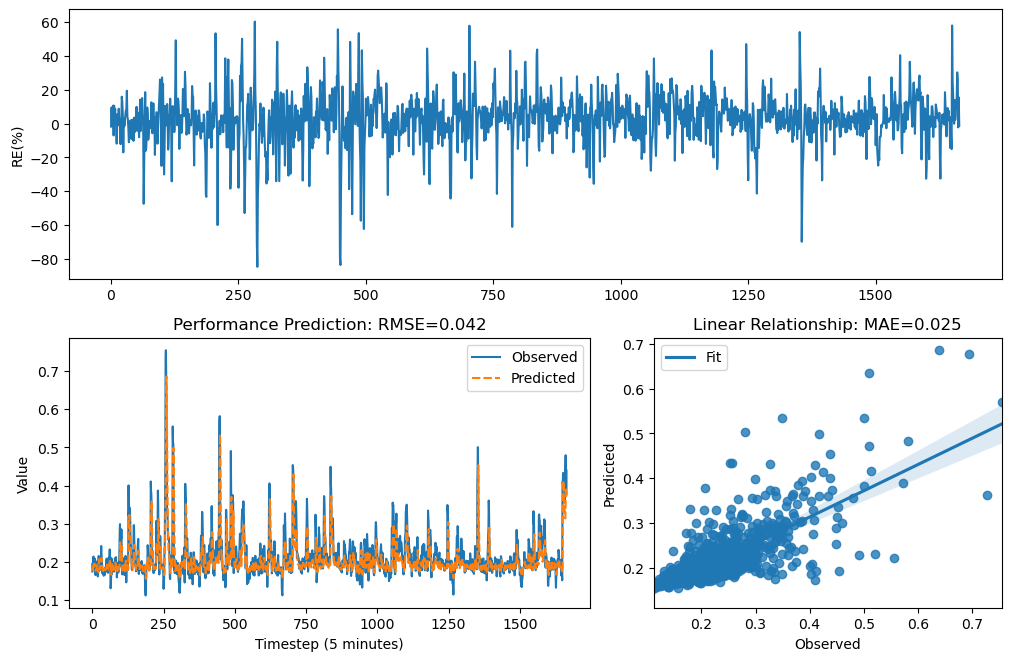 60
40
20
0
−20
−40
−60
−80
RE(%)
0 250 500 750 1000 1250 1500
Performance Prediction: RMSE=0.042
Observed
Predicted
0.7
0.6
0.5
0.4
0.3
0.2
0.1
Value
0 250 500 750 1000 1250 1500
Timestep (5 minutes)
Linear Relationship: MAE=0.025
Fit
0.7
0.6
0.5
0.4
0.3
0.2
Predicted
0.2 0.3 0.4 0.5 0.6 0.7
Observed